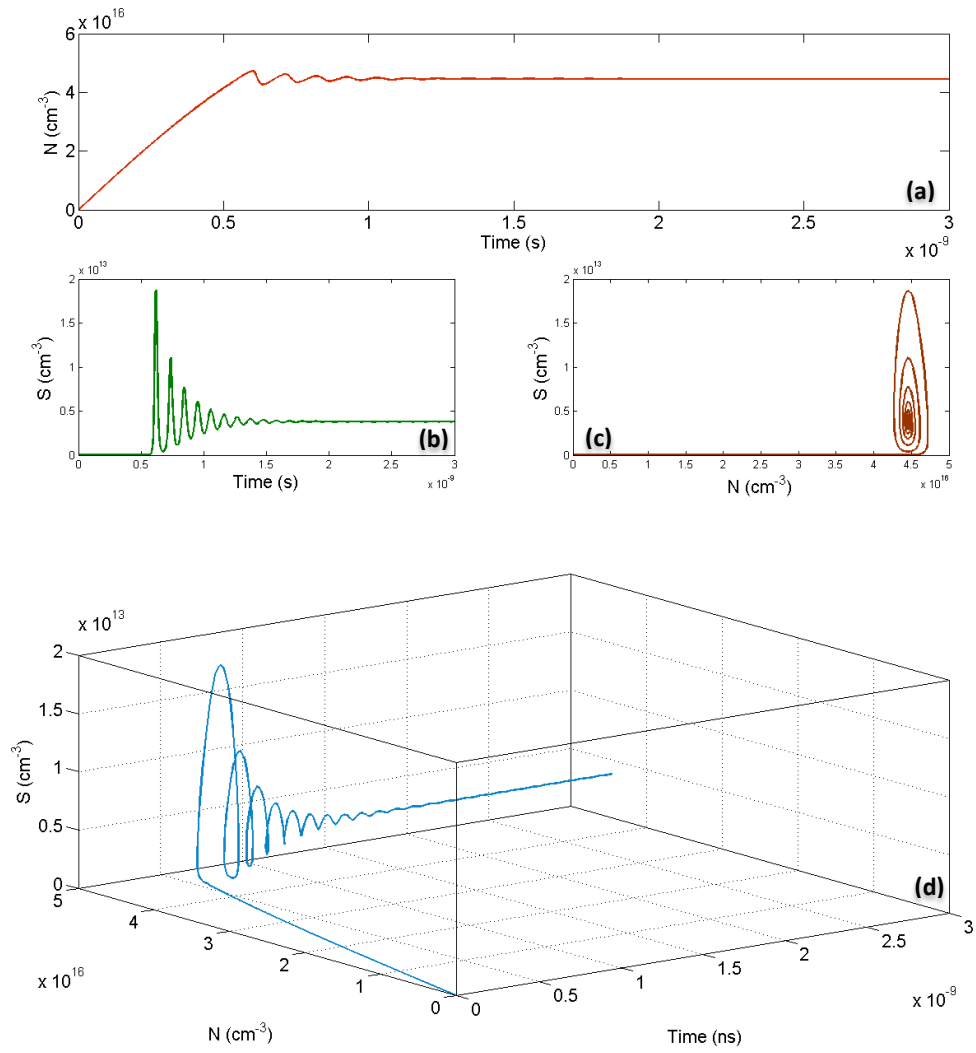 x 10^16
6
4
2
0
N (cm^-3)
0 0.5 1 1.5 2 2.5 3
Time (s)
x 10^-9
(a)
x 10^13
2
1.5
1
0.5
0
S (cm^-3)
0 0.5 1 1.5 2 2.5 3
Time (s)
x 10^-9
(b)
x 10^13
2
1.5
1
0.5
0
S (cm^-3)
0 0.5 1 1.5 2 2.5 3 3.5 4 4.5 5
N (cm^-3)
x 10^16
(c)
x 10^13
2
1.5
1
0.5
0
S (cm^-3)
5 4 3 2 1 0
x 10^16
N (cm^-3)
0 0.5 1 1.5 2 2.5 3
x 10^-9
Time (ns)
(d)